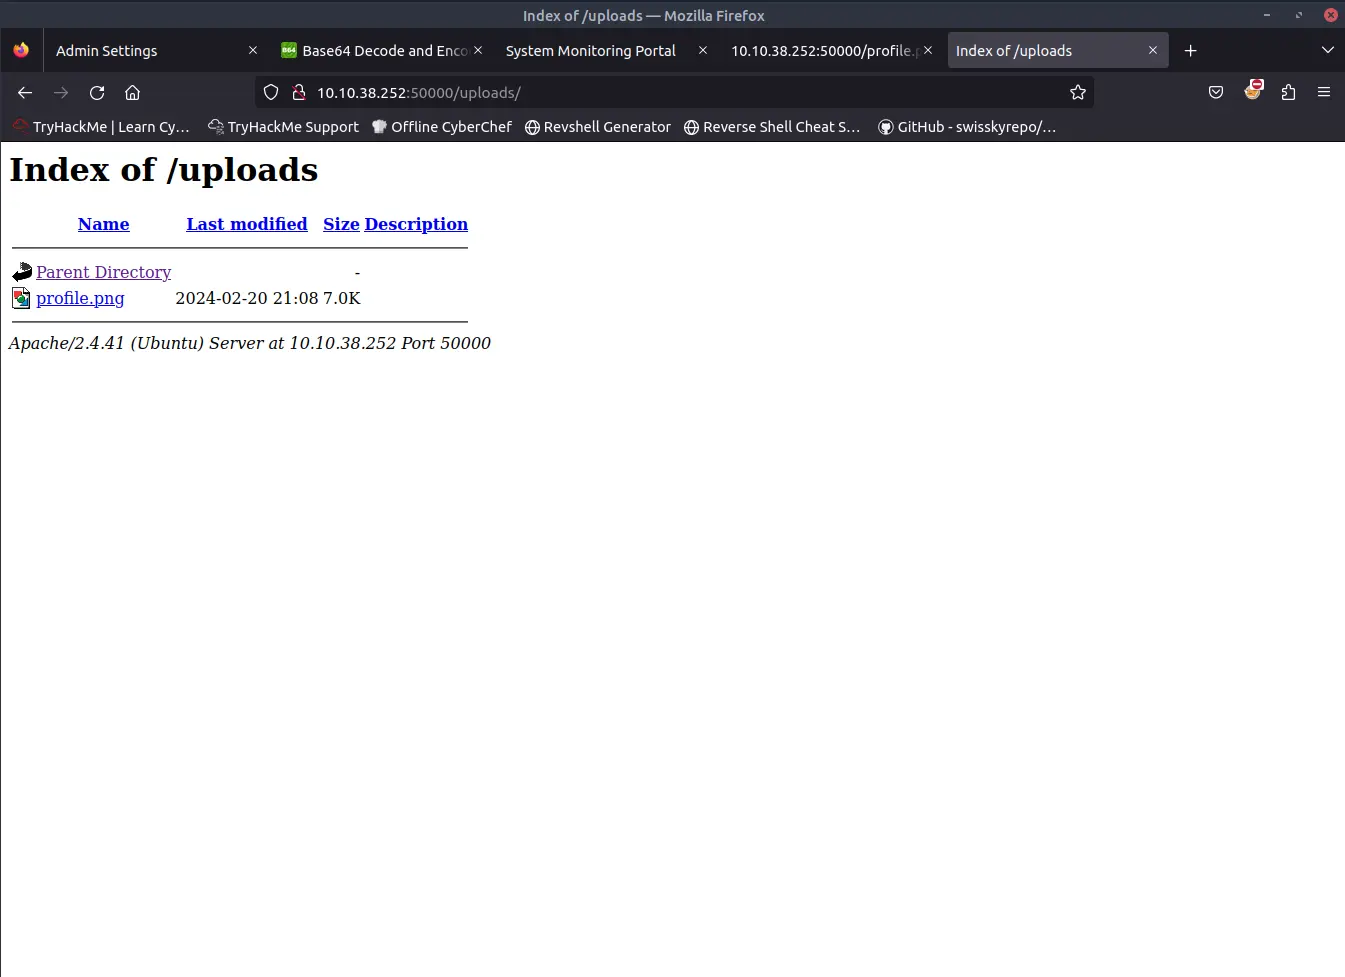 Index of /uploads — Mozilla Firefox
Admin Settings
Base64 Decode and Enco
System Monitoring Portal
10.10.38.252:50000/profile.p
Index of /uploads
10.10.38.252:50000/uploads/
TryHackMe | Learn Cy…
TryHackMe Support
Offline CyberChef
Revshell Generator
Reverse Shell Cheat S…
GitHub - swisskyrepo/…
Index of /uploads
Name Last modified Size Description
Parent Directory -
profile.png 2024-02-20 21:08 7.0K
Apache/2.4.41 (Ubuntu) Server at 10.10.38.252 Port 50000